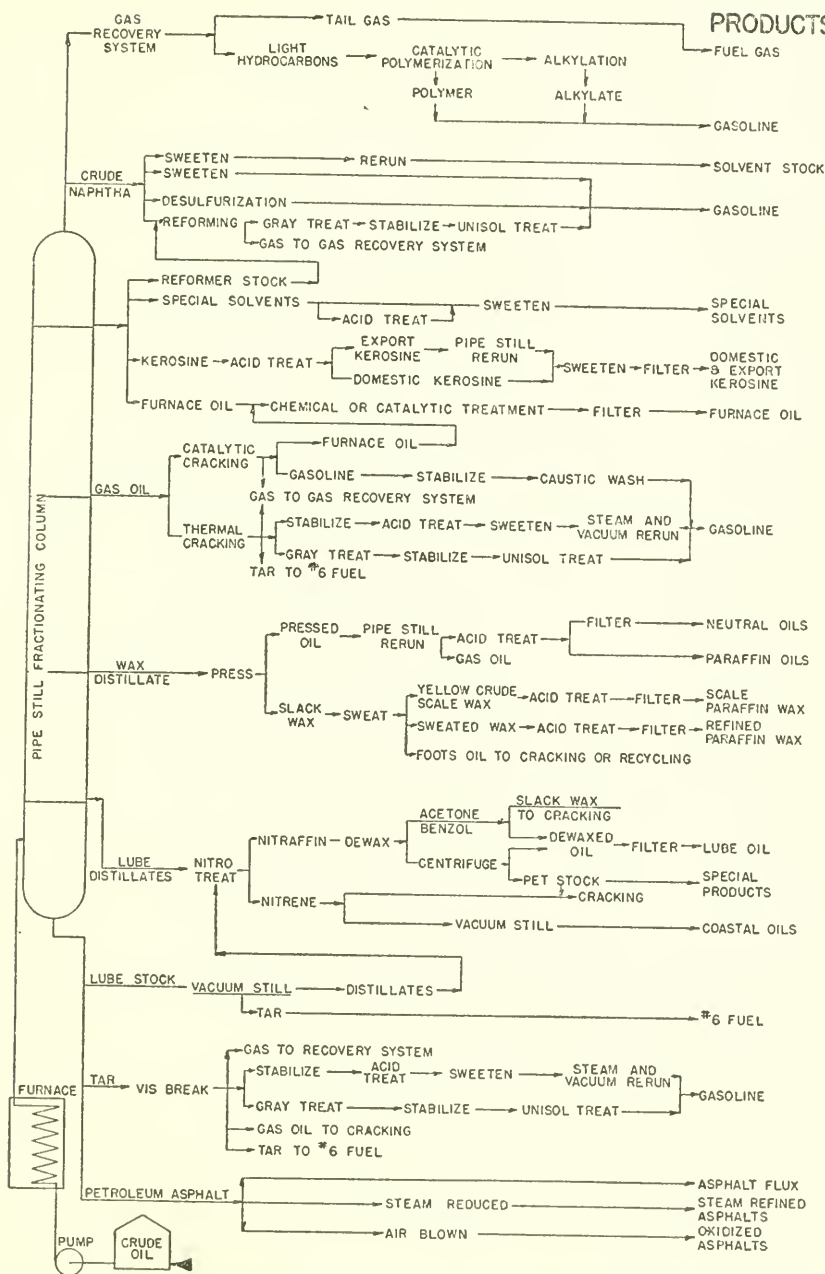 PRODUCTS
GAS
RECOVERY
SYSTEM
TAIL GAS
FUEL GAS
LIGHT
HYDROCARBONS
CATALYTIC
POLYMERIZATION
ALKYLATION
POLYMER
ALKYLATE
GASOLINE
CRUDE
NAPHTHA
SWEETEN
RERUN
SOLVENT STOCK
SWEETEN
DESULFURIZATION
GASOLINE
REFORMING
GRAY TREAT
STABILIZE
UNISOL TREAT
GAS TO GAS RECOVERY SYSTEM
REFORMER STOCK
SPECIAL SOLVENTS
ACID TREAT
SWEETEN
SPECIAL
SOLVENTS
KEROSINE
ACID TREAT
EXPORT
KEROSINE
PIPE STILL
RERUN
DOMESTIC KEROSINE
SWEETEN
FILTER
DOMESTIC
& EXPORT
KEROSINE
FURNACE OIL
CHEMICAL OR CATALYTIC TREATMENT
FILTER
FURNACE OIL
PIPE STILL FRACTIONATING COLUMN
GAS OIL
CATALYTIC
CRACKING
FURNACE OIL
GASOLINE
STABILIZE
CAUSTIC WASH
GAS TO GAS RECOVERY SYSTEM
THERMAL
CRACKING
STABILIZE
ACID TREAT
SWEETEN
STEAM AND
VACUUM RERUN
GASOLINE
GRAY TREAT
STABILIZE
UNISOL TREAT
TAR TO #6 FUEL
WAX
DISTILLATE
PRESS
PRESSED
OIL
PIPE STILL
RERUN
ACID TREAT
GAS OIL
FILTER
NEUTRAL OILS
PARAFFIN OILS
SLACK
WAX
SWEAT
YELLOW CRUDE
SCALE WAX
ACID TREAT
FILTER
SCALE
PARAFFIN WAX
SWEATED WAX
ACID TREAT
FILTER
REFINED
PARAFFIN WAX
FOOTS OIL TO CRACKING OR RECYCLING
LUBE
DISTILLATES
NITRO
TREAT
NITRAFFIN
DEWAX
ACETONE
BENZOL
SLACK WAX
TO CRACKING
DEWAXED
OIL
FILTER
LUBE OIL
CENTRIFUGE
PET STOCK
SPECIAL
PRODUCTS
NITRENE
CRACKING
VACUUM STILL
COASTAL OILS
LUBE STOCK
VACUUM STILL
DISTILLATES
TAR
#6 FUEL
TAR
VIS BREAK
GAS TO RECOVERY SYSTEM
STABILIZE
ACID
TREAT
SWEETEN
STEAM AND
VACUUM RERUN
GASOLINE
GRAY TREAT
STABILIZE
UNISOL TREAT
GAS OIL TO CRACKING
TAR TO #6 FUEL
FURNACE
PETROLEUM ASPHALT
ASPHALT FLUX
STEAM REDUCED
STEAM REFINED
ASPHALTS
AIR BLOWN
OXIDIZED
ASPHALTS
PUMP
CRUDE
OIL